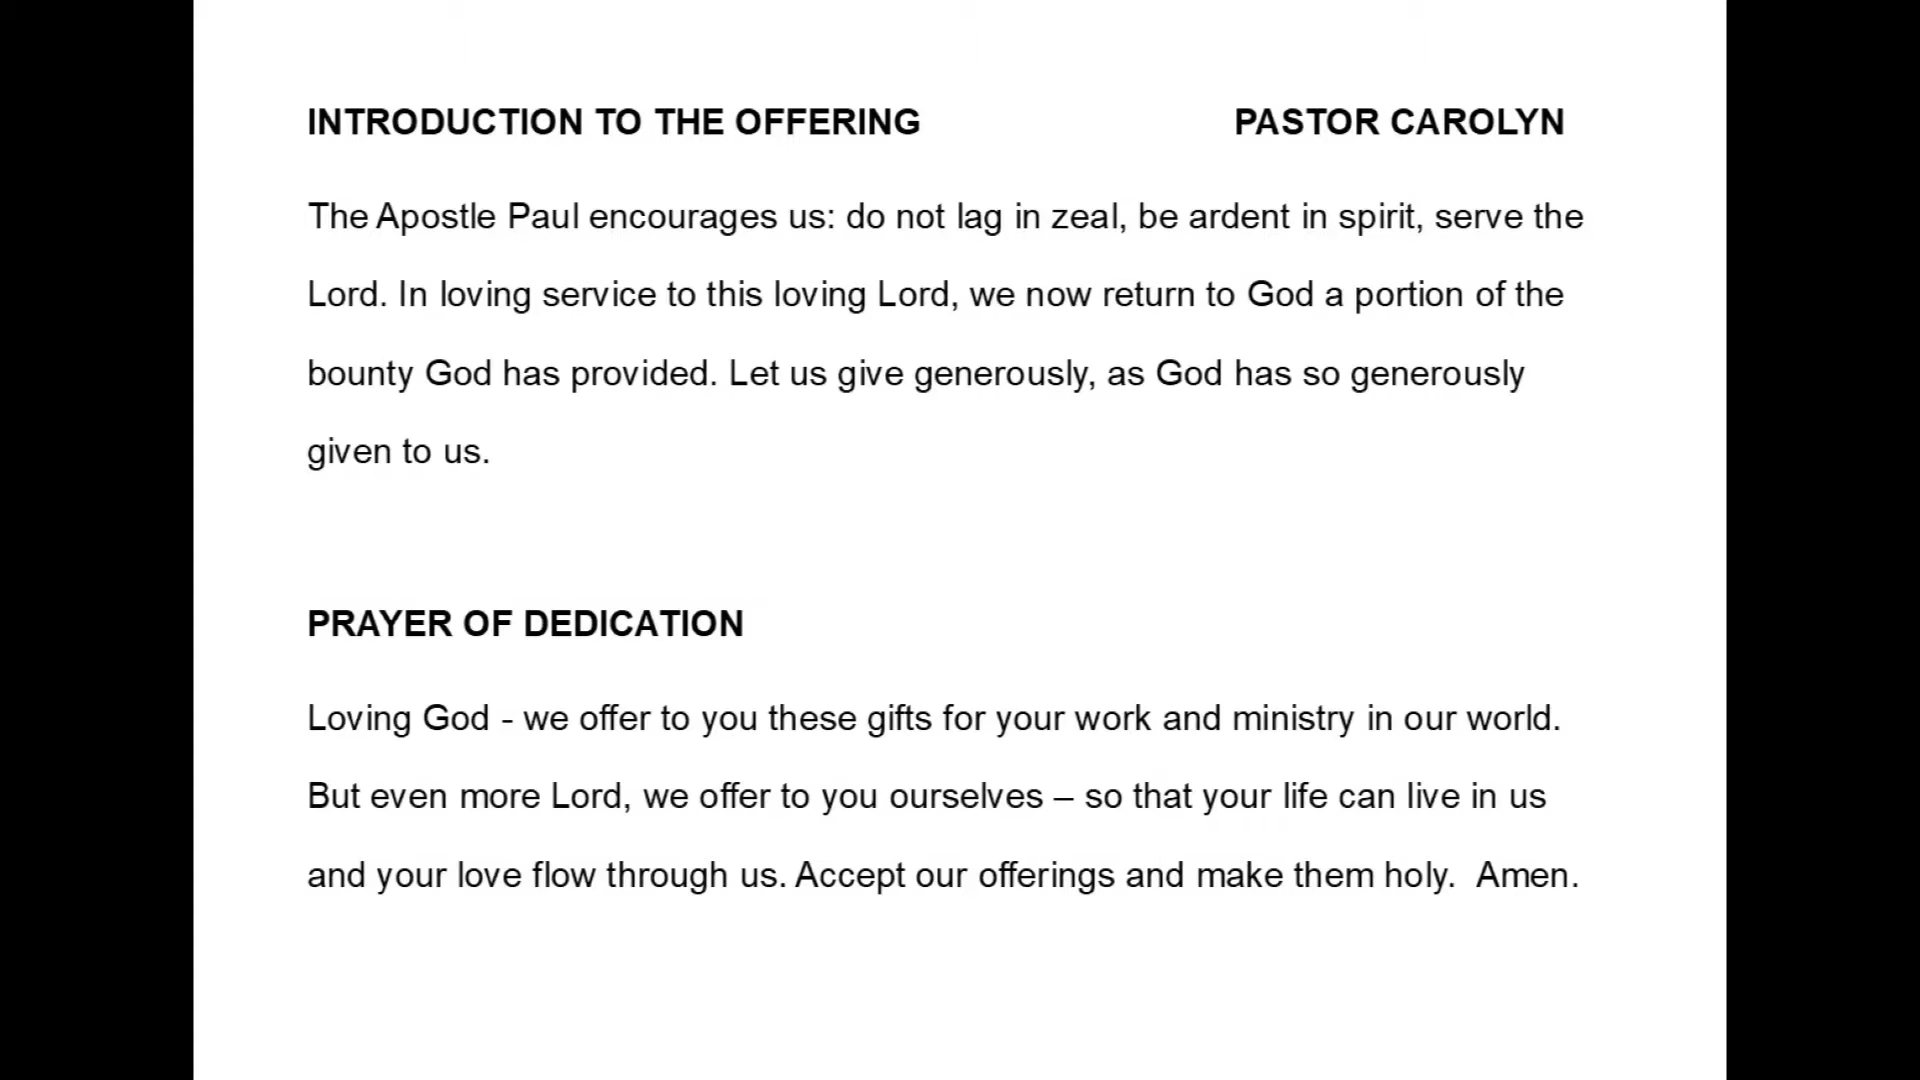 INTRODUCTION TO THE OFFERING PASTOR CAROLYN
The Apostle Paul encourages us: do not lag in zeal, be ardent in spirit, serve the
Lord. In loving service to this loving Lord, we now return to God a portion of the
bounty God has provided. Let us give generously, as God has so generously
given to us.
PRAYER OF DEDICATION
Loving God - we offer to you these gifts for your work and ministry in our world.
But even more Lord, we offer to you ourselves – so that your life can live in us
and your love flow through us. Accept our offerings and make them holy.  Amen.